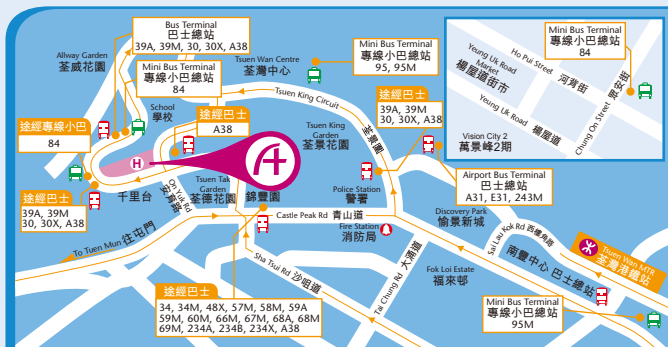 Bus Terminal
巴士總站
39A, 39M, 30, 30X, A38
Allway Garden
荃威花園
Mini Bus Terminal
專線小巴總站
84
School
學校
途經專線小巴
84
途經巴士
A38
Tsuen Wan Centre
荃灣中心
Mini Bus Terminal
專線小巴總站
95, 95M
Tsuen King Circuit
Tsuen King
Garden
荃景花園
荃景圍
途經巴士
39A, 39M
30, 30X, A38
H
千里台
On Yuk Rd
安育路
Tsuen Tak
Garden
荃德花園
錦豐園
途經巴士
39A, 39M
30, 30X, A38
To Tuen Mun 往屯門
Castle Peak Rd 青山道
Police Station
警署
Fire Station
消防局
Airport Bus Terminal
巴士總站
A31, E31, 243M
Discovery Park
愉景新城
Sai Lau Kok Rd 西樓角路
Tsuen Wan MTR
荃灣港鐵站
南豐中心 巴士總站
Sha Tsui Rd 沙咀道
Tai Chung Rd 大涌道
Fok Loi Estate
福來邨
途經巴士
34, 34M, 48X, 57M, 58M, 59A
59M, 60M, 66M, 67M, 68A, 68M
69M, 234A, 234B, 234X, A38
Mini Bus Terminal
專線小巴總站
95M
Mini Bus Terminal
專線小巴總站
84
Yeung Uk Road
Market
楊屋道街市
Ho Pui Street 河背街
Yeung Uk Road 楊屋道
Chung On Street 眾安街
Vision City 2
萬景峰2期